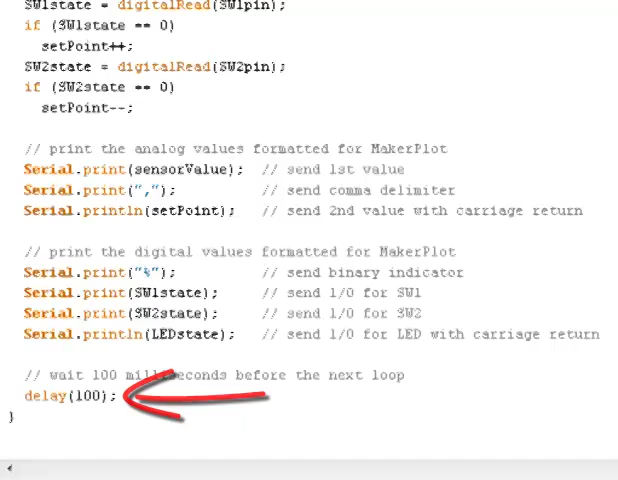 SW1state = digitalRead(SW1pin);
if (SW1state == 0)
setPoint++;
SW2state = digitalRead(SW2pin);
if (SW2state == 0)
setPoint--;
// print the analog values formatted for MakerPlot
Serial.print(sensorValue); // send 1st value
Serial.print(","); // send comma delimiter
Serial.println(setPoint); // send 2nd value with carriage return
// print the digital values formatted for MakerPlot
Serial.print("%"); // send binary indicator
Serial.print(SW1state); // send 1/0 for SW1
Serial.print(SW2state); // send 1/0 for SW2
Serial.println(LEDstate); // send 1/0 for LED with carriage return
// wait 100 milliseconds before the next loop
delay(100);
}